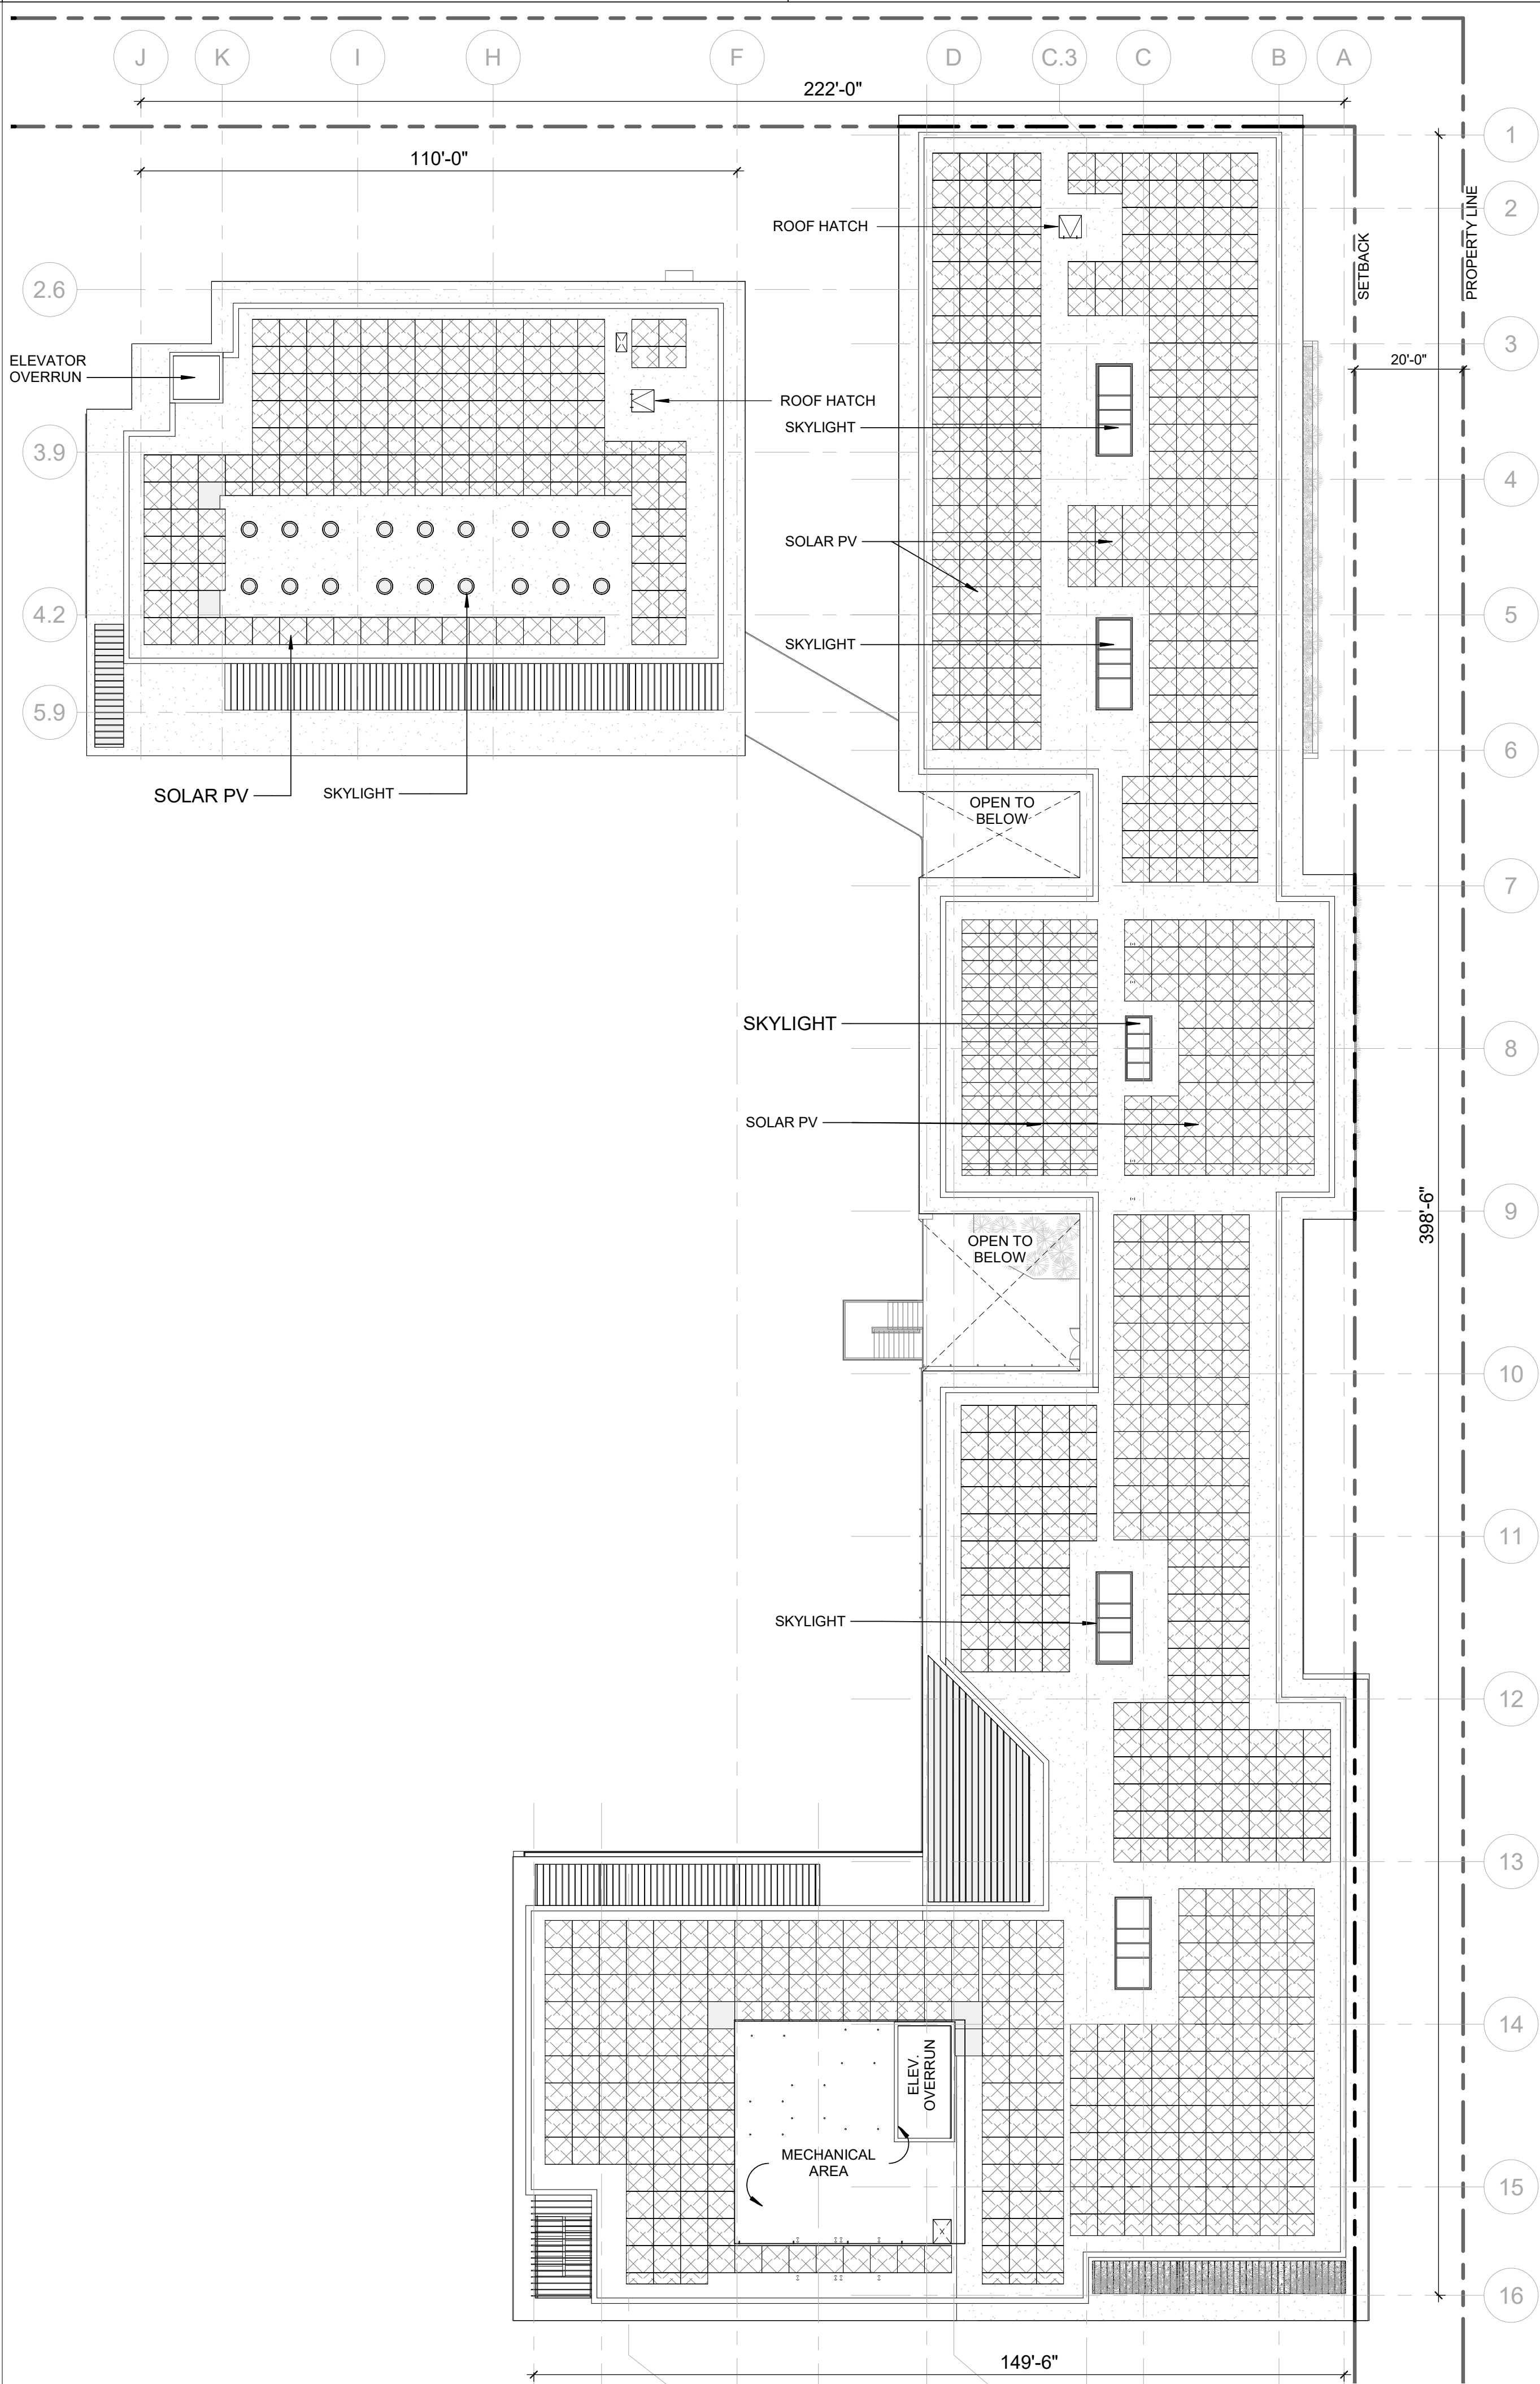 J K I H F D C.3 C B A
222'-0"
1
110'-0"
2
ROOF HATCH
PROPERTY LINE
SETBACK
2.6
3
ELEVATOR
OVERRUN
20'-0"
ROOF HATCH
SKYLIGHT
3.9
4
SOLAR PV
4.2
5
SKYLIGHT
5.9
6
SOLAR PV
SKYLIGHT
OPEN TO
BELOW
7
SKYLIGHT
8
SOLAR PV
398'-6"
9
OPEN TO
BELOW
10
11
SKYLIGHT
12
13
14
ELEV.
OVERRUN
MECHANICAL
AREA
15
X
16
149'-6"